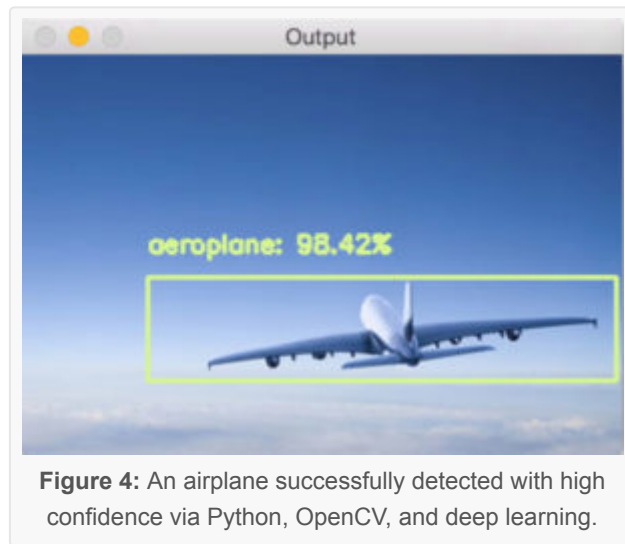 Output
aeroplane: 98.42%
Figure 4: An airplane successfully detected with high
confidence via Python, OpenCV, and deep learning.